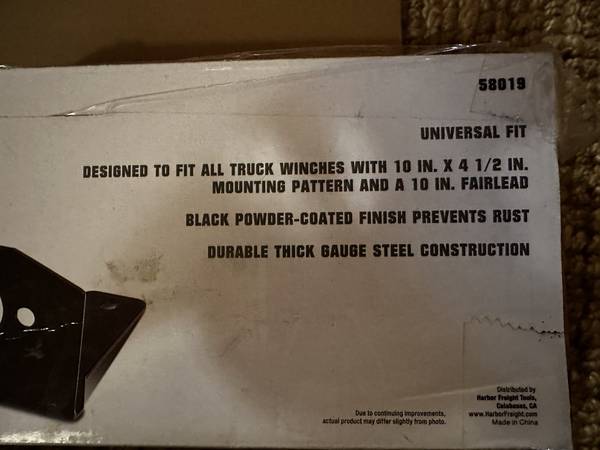 58019
UNIVERSAL FIT
DESIGNED TO FIT ALL TRUCK WINCHES WITH 10 IN. X 4 1/2 IN.
MOUNTING PATTERN AND A 10 IN. FAIRLEAD
BLACK POWDER-COATED FINISH PREVENTS RUST
DURABLE THICK GAUGE STEEL CONSTRUCTION
Due to continuing improvements,
actual product may differ slightly from photo.
Distributed by
Harbor Freight Tools,
Calabasas, CA
www.HarborFreight.com
Made in China